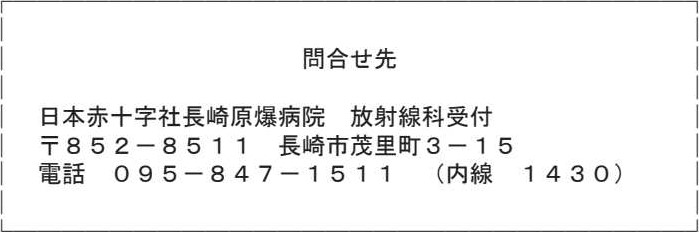 問合せ先
日本赤十字社長崎原爆病院　放射線科受付
〒８５２－８５１１　長崎市茂里町３－１５
電話　０９５－８４７－１５１１　（内線　１４３０）